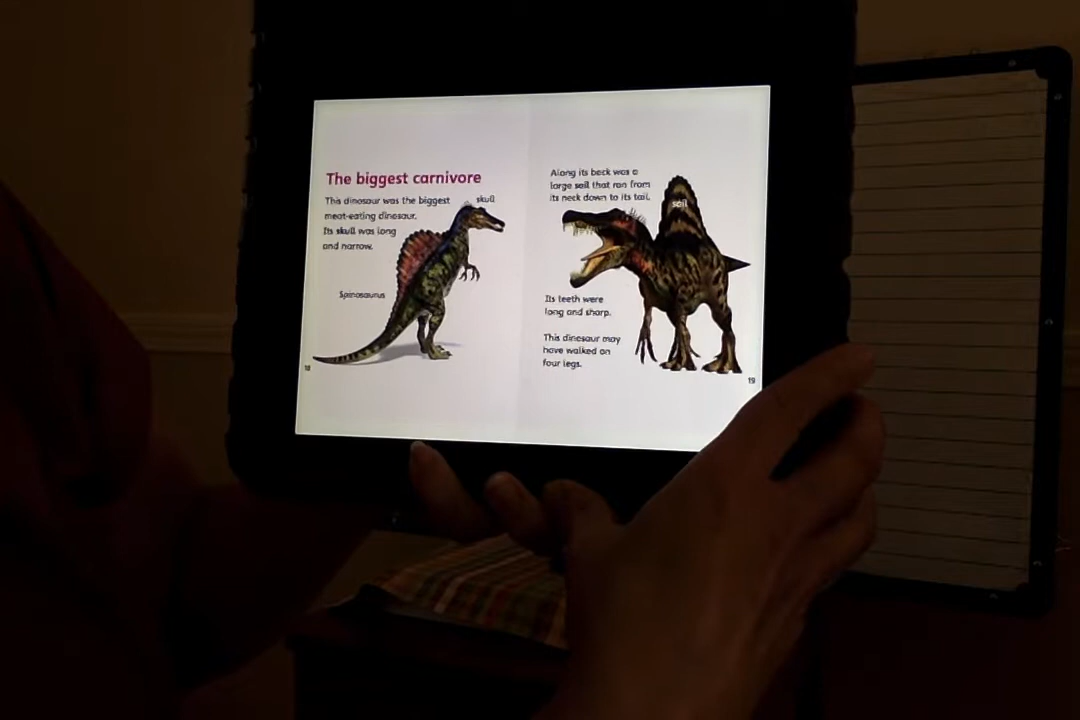 The biggest carnivore
This dinosaur was the biggest
meat-eating dinosaur.
Its skull was long
and narrow.
skull
Spinosaurus
18
Along its back was a
large sail that ran from
its neck down to its tail.
sail
Its teeth were
long and sharp.
This dinosaur may
have walked on
four legs.
19